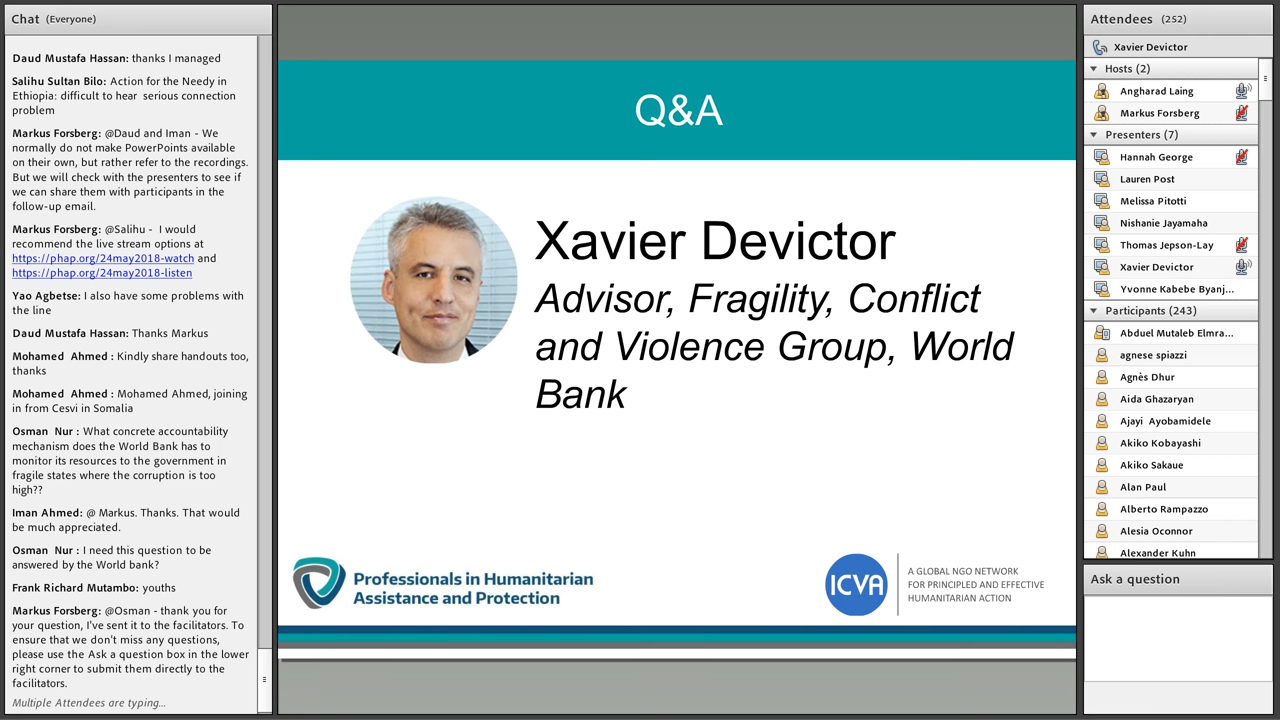 Chat (Everyone)
Daud Mustafa Hassan: thanks I managed
Salihu Sultan Bilo: Action for the Needy in
Ethiopia: difficult to hear serious connection
problem
Markus Forsberg: @Daud and Iman - We
normally do not make PowerPoints available
on their own, but rather refer to the recordings.
But we will check with the presenters to see if
we can share them with participants in the
follow-up email.
Markus Forsberg: @Salihu - I would
recommend the live stream options at
https://phap.org/24may2018-watch and
https://phap.org/24may2018-listen
Yao Agbetse: I also have some problems with
the line
Daud Mustafa Hassan: Thanks Markus
Mohamed Ahmed : Kindly share handouts too,
thanks
Mohamed Ahmed : Mohamed Ahmed, joining
in from Cesvi in Somalia
Osman Nur : What concrete accountability
mechanism does the World Bank has to
monitor its resources to the government in
fragile states where the corruption is too
high??
Iman Ahmed: @ Markus. Thanks. That would
be much appreciated.
Osman Nur : I need this question to be
answered by the World bank?
Frank Richard Mutambo: youths
Markus Forsberg: @Osman - thank you for
your question, I've sent it to the facilitators. To
ensure that we don't miss any questions,
please use the Ask a question box in the lower
right corner to submit them directly to the
facilitators.
Multiple Attendees are typing...
Q&A
Xavier Devictor
Advisor, Fragility, Conflict
and Violence Group, World
Bank
Professionals in Humanitarian
Assistance and Protection
ICVA
A GLOBAL NGO NETWORK
FOR PRINCIPLED AND EFFECTIVE
HUMANITARIAN ACTION
Attendees (252)
Xavier Devictor
Hosts (2)
Angharad Laing
Markus Forsberg
Presenters (7)
Hannah George
Lauren Post
Melissa Pitotti
Nishanie Jayamaha
Thomas Jepson-Lay
Xavier Devictor
Yvonne Kabebe Byanj...
Participants (243)
Abduel Mutaleb Elmra...
agnese spiazzi
Agnès Dhur
Aida Ghazaryan
Ajayi Ayobamidele
Akiko Kobayashi
Akiko Sakaue
Alan Paul
Alberto Rampazzo
Alesia Oconnor
Alexander Kuhn
Ask a question